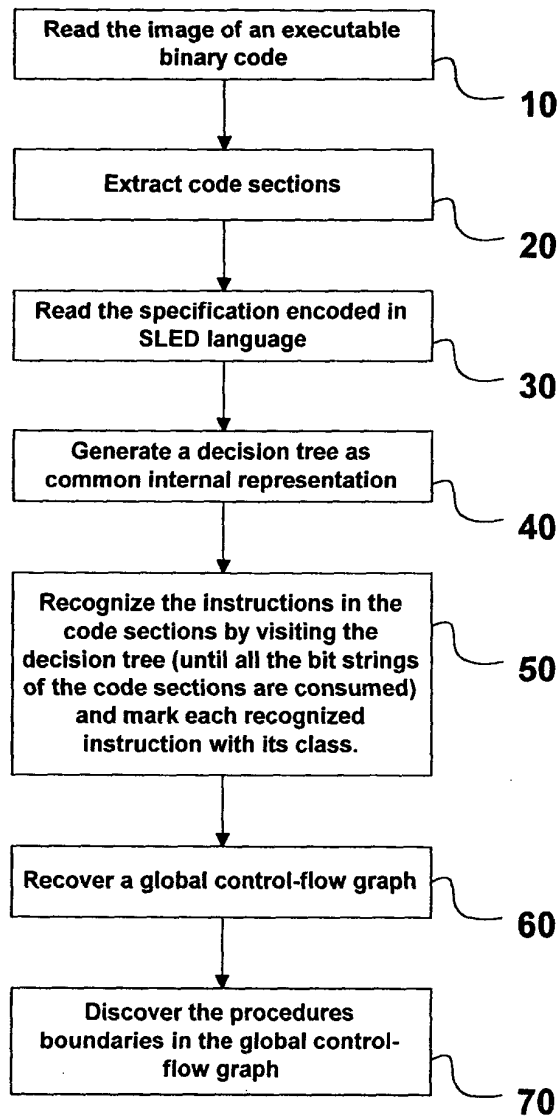 Read the image of an executable
binary code
10
Extract code sections
20
Read the specification encoded in
SLED language
30
Generate a decision tree as
common internal representation
40
Recognize the instructions in the
code sections by visiting the
decision tree (until all the bit strings
of the code sections are consumed)
and mark each recognized
instruction with its class.
50
Recover a global control-flow graph
60
Discover the procedures
boundaries in the global control-
flow graph
70